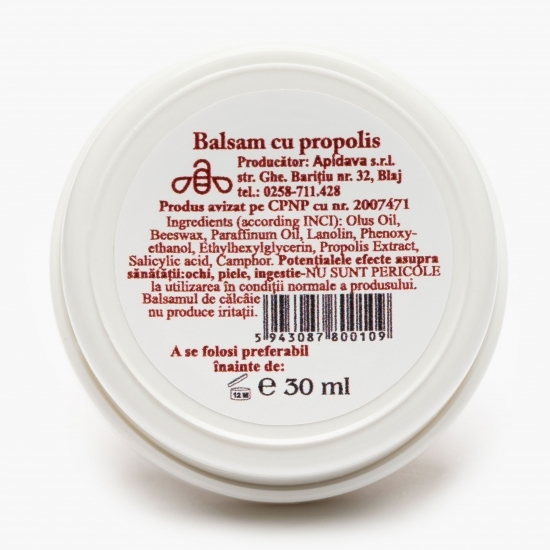 Balsam cu propolis
Producător: Apidava s.r.l.
str. Ghe. Barițiu nr. 32, Blaj
tel.: 0258-711.428
Produs avizat pe CPNP cu nr. 2007471
Ingredients (according INCI): Olus Oil,
Beeswax, Paraffinum Oil, Lanolin, Phenoxy-
ethanol, Ethylhexylglycerin, Propolis Extract,
Salicylic acid, Camphor. Potențialele efecte asupra
sănătății:ochi, piele, ingestie-NU SUNT PERICOLE
la utilizarea în condiții normale a produsului.
Balsamul de călcâie
nu produce iritații.
5 943087 800109
A se folosi preferabil
înainte de:
12 M e 30 ml